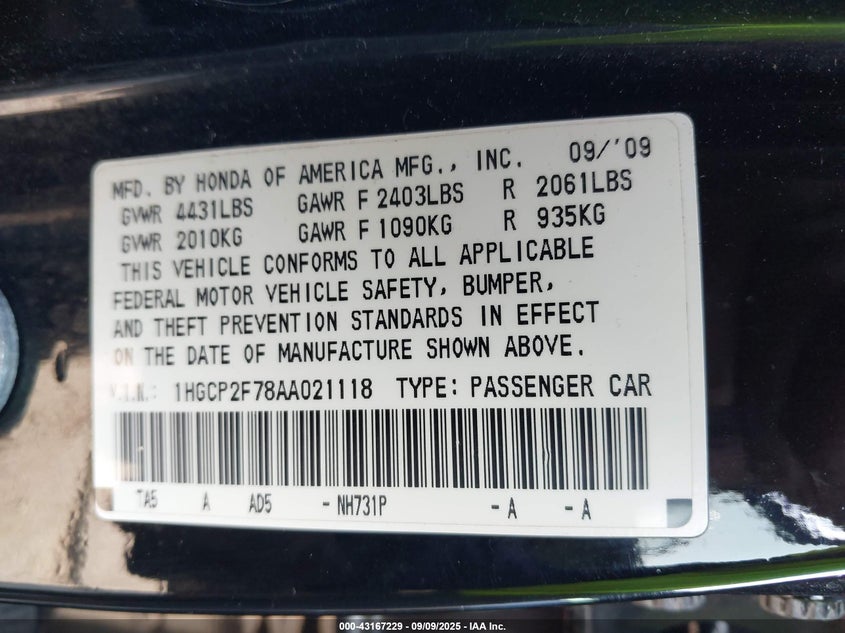 MFD. BY HONDA OF AMERICA MFG., INC. 09/'09
GVWR 4431LBS GAWR F 2403LBS R 2061LBS
GVWR 2010KG GAWR F 1090KG R 935KG
THIS VEHICLE CONFORMS TO ALL APPLICABLE
FEDERAL MOTOR VEHICLE SAFETY, BUMPER,
AND THEFT PREVENTION STANDARDS IN EFFECT
ON THE DATE OF MANUFACTURE SHOWN ABOVE.
V.I.N.: 1HGCP2F78AA021118 TYPE: PASSENGER CAR
TA5 A AD5 - NH731P - A - A
000-43167229 - 09/09/2025 - IAA Inc.